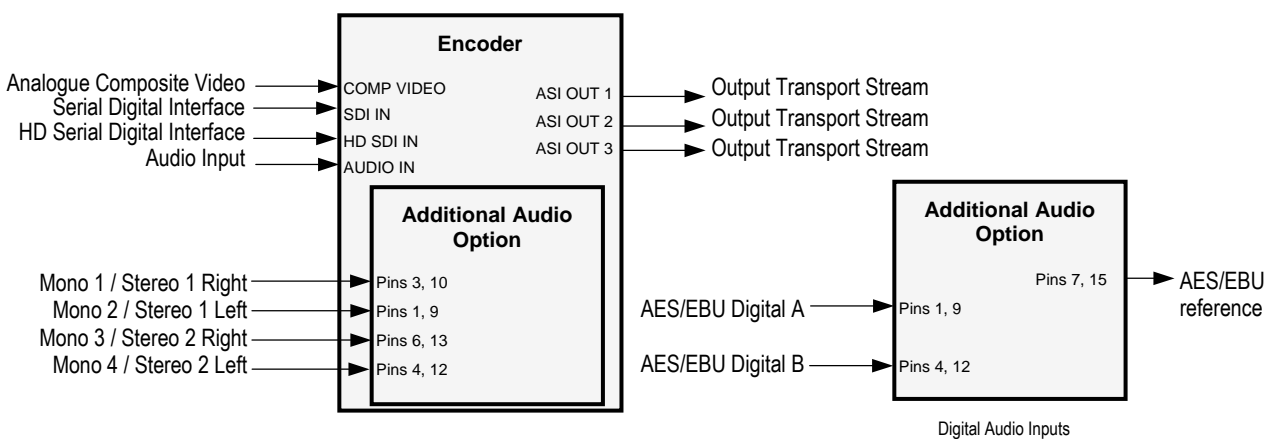 Encoder
Analogue Composite Video
Serial Digital Interface
HD Serial Digital Interface
Audio Input
COMP VIDEO
SDI IN
HD SDI IN
AUDIO IN
ASI OUT 1
ASI OUT 2
ASI OUT 3
Output Transport Stream
Output Transport Stream
Output Transport Stream
Additional Audio
Option
Mono 1 / Stereo 1 Right
Mono 2 / Stereo 1 Left
Mono 3 / Stereo 2 Right
Mono 4 / Stereo 2 Left
Pins 3, 10
Pins 1, 9
Pins 6, 13
Pins 4, 12
Additional Audio
Option
Pins 7, 15
AES/EBU
reference
AES/EBU Digital A
Pins 1, 9
AES/EBU Digital B
Pins 4, 12
Digital Audio Inputs